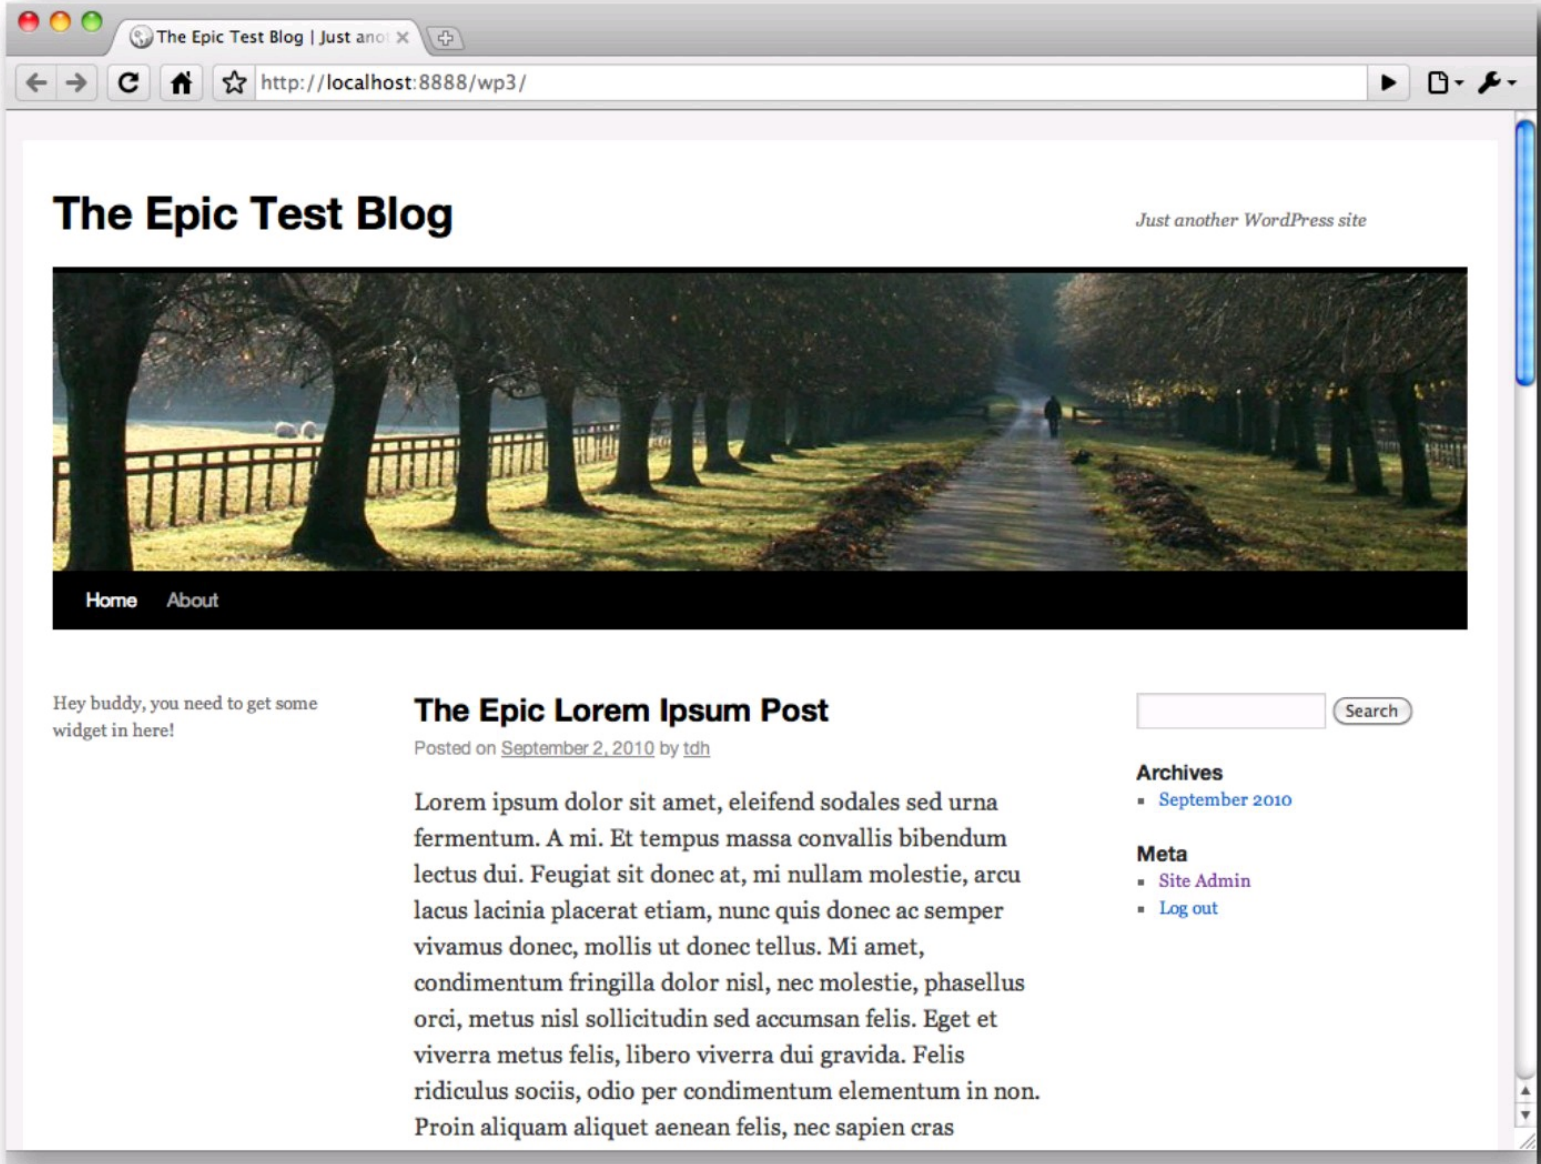 The Epic Test Blog | Just anot
http://localhost:8888/wp3/
The Epic Test Blog
Just another WordPress site
Home About
Hey buddy, you need to get some
widget in here!
The Epic Lorem Ipsum Post
Posted on September 2, 2010 by tdh
Lorem ipsum dolor sit amet, eleifend sodales sed urna
fermentum. A mi. Et tempus massa convallis bibendum
lectus dui. Feugiat sit donec at, mi nullam molestie, arcu
lacus lacinia placerat etiam, nunc quis donec ac semper
vivamus donec, mollis ut donec tellus. Mi amet,
condimentum fringilla dolor nisl, nec molestie, phasellus
orci, metus nisl sollicitudin sed accumsan felis. Eget et
viverra metus felis, libero viverra dui gravida. Felis
ridiculus sociis, odio per condimentum elementum in non.
Proin aliquam aliquet aenean felis, nec sapien cras
Search
Archives
September 2010
Meta
Site Admin
Log out